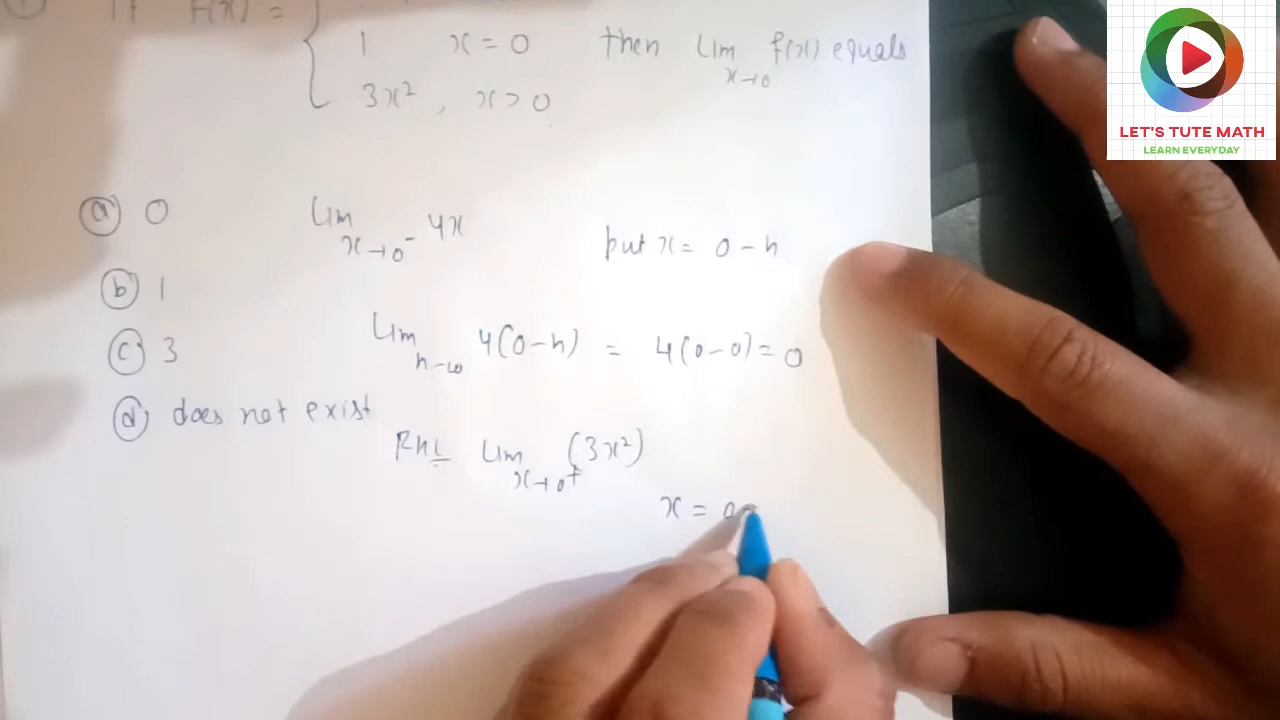 If F(x) =
1 x = 0 then Lim f(x) equals
x→0
3x² , x > 0
(a) 0
Lim 4x
x→0⁻
put x = 0 - h
(b) 1
Lim 4(0-h) = 4(0-0) = 0
h→0
(c) 3
(d) does not exist
RHL Lim (3x²)
x→0⁺
x = 0
LET'S TUTE MATH
LEARN EVERYDAY